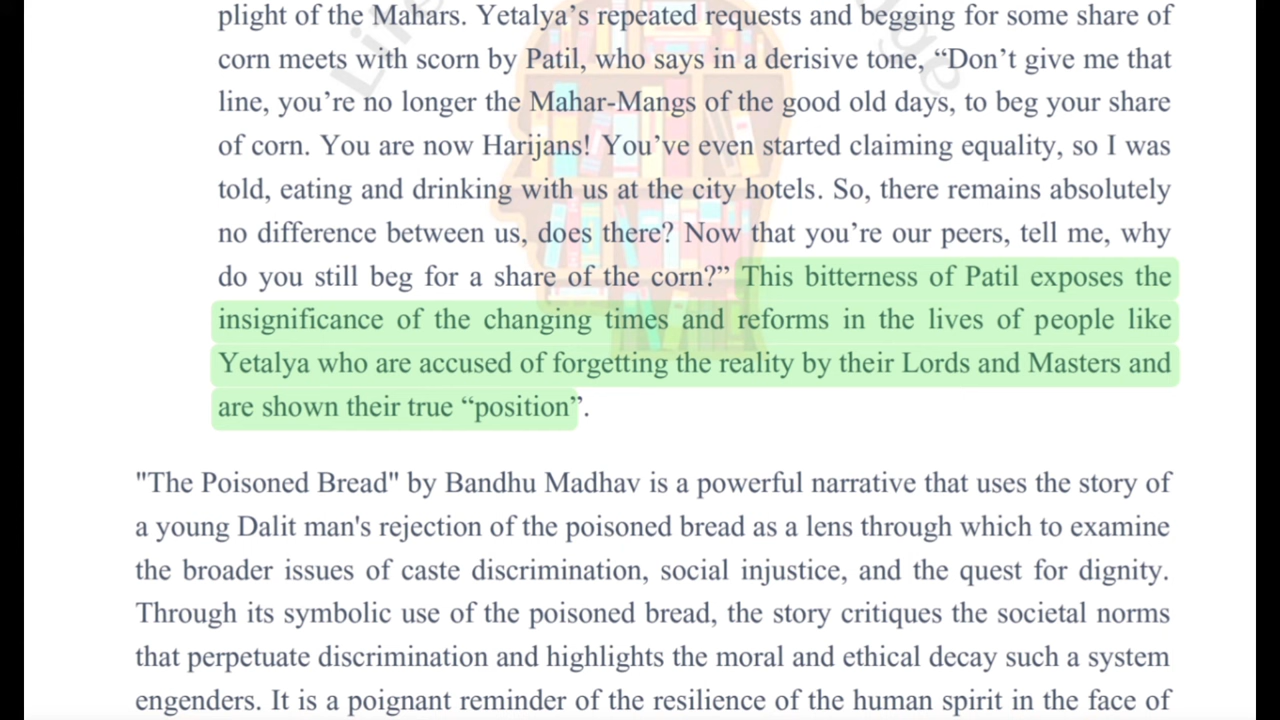 plight of the Mahars. Yetalya’s repeated requests and begging for some share of
corn meets with scorn by Patil, who says in a derisive tone, “Don’t give me that
line, you’re no longer the Mahar-Mangs of the good old days, to beg your share
of corn. You are now Harijans! You’ve even started claiming equality, so I was
told, eating and drinking with us at the city hotels. So, there remains absolutely
no difference between us, does there? Now that you’re our peers, tell me, why
do you still beg for a share of the corn?” This bitterness of Patil exposes the
insignificance of the changing times and reforms in the lives of people like
Yetalya who are accused of forgetting the reality by their Lords and Masters and
are shown their true “position”.
"The Poisoned Bread" by Bandhu Madhav is a powerful narrative that uses the story of
a young Dalit man's rejection of the poisoned bread as a lens through which to examine
the broader issues of caste discrimination, social injustice, and the quest for dignity.
Through its symbolic use of the poisoned bread, the story critiques the societal norms
that perpetuate discrimination and highlights the moral and ethical decay such a system
engenders. It is a poignant reminder of the resilience of the human spirit in the face of